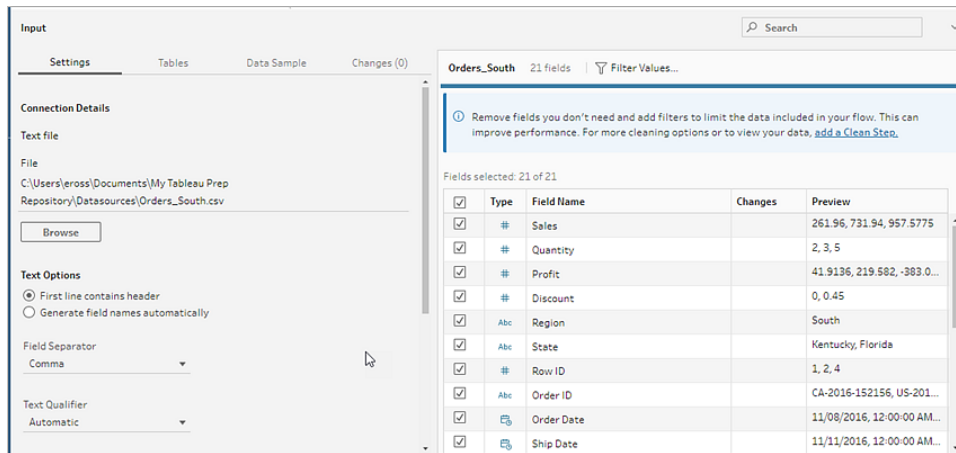 Input
Search
Settings Tables Data Sample Changes (0)
Connection Details
Text file
File
C:\Users\eross\Documents\My Tableau Prep
Repository\Datasources\Orders_South.csv
Browse
Text Options
First line contains header
Generate field names automatically
Field Separator
Comma
Text Qualifier
Automatic
Orders_South 21 fields Filter Values...
Remove fields you don't need and add filters to limit the data included in your flow. This can
improve performance. For more cleaning options or to view your data, add a Clean Step.
Fields selected: 21 of 21
Type Field Name Changes Preview
# Sales 261.96, 731.94, 957.5775
# Quantity 2, 3, 5
# Profit 41.9136, 219.582, -383.0...
# Discount 0, 0.45
Abc Region South
Abc State Kentucky, Florida
# Row ID 1, 2, 4
Abc Order ID CA-2016-152156, US-201...
Order Date 11/08/2016, 12:00:00 AM...
Ship Date 11/11/2016, 12:00:00 AM...